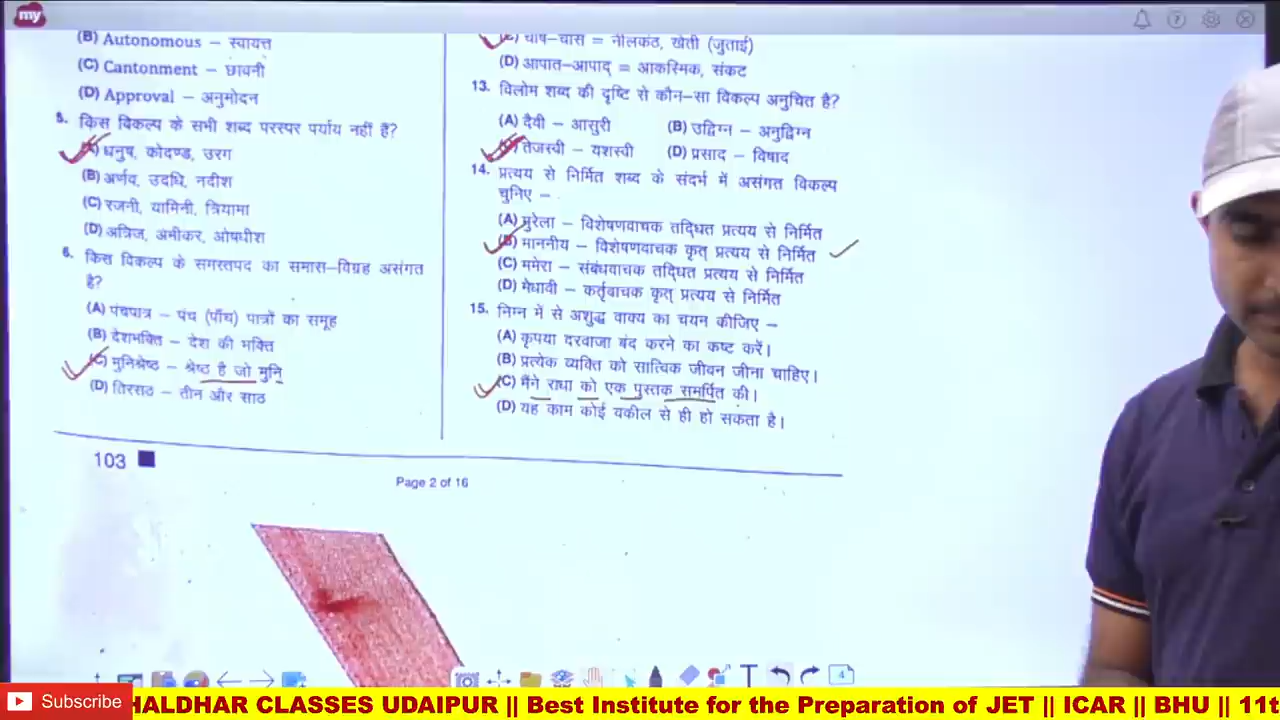 my
(B) Autonomous – स्वायत्त
(C) Cantonment – छावनी
(D) Approval – अनुमोदन
5. किस विकल्प के सभी शब्द परस्पर पर्याय नहीं हैं?
धनुष, कोदण्ड, उरग
(B) अर्णव, उदधि, नदीश
(C) रजनी, यामिनी, त्रियामा
(D) अत्रिज, अमीकर, ओषधीश
6. किस विकल्प के समस्तपद का समास–विग्रह असंगत
है?
(A) पंचपात्र – पंच (पाँच) पात्रों का समूह
(B) देशभक्ति – देश की भक्ति
(C) मुनिश्रेष्ठ – श्रेष्ठ है जो मुनि
(D) तिरसठ – तीन और साठ
103
चाष–चास = नीलकंठ, खेती (जुताई)
(D) आपात–आपाद् = आकस्मिक, संकट
13. विलोम शब्द की दृष्टि से कौन–सा विकल्प अनुचित है?
(A) दैवी – आसुरी (B) उद्विग्न – अनुद्विग्न
तेजस्वी – यशस्वी (D) प्रसाद – विषाद
14. प्रत्यय से निर्मित शब्द के संदर्भ में असंगत विकल्प
चुनिए –
(A) मुरेला – विशेषणवाचक तद्धित प्रत्यय से निर्मित
(B) माननीय – विशेषणवाचक कृत् प्रत्यय से निर्मित
(C) ममेरा – संबंधवाचक तद्धित प्रत्यय से निर्मित
(D) मेधावी – कर्तृवाचक कृत् प्रत्यय से निर्मित
15. निम्न में से अशुद्ध वाक्य का चयन कीजिए –
(A) कृपया दरवाजा बंद करने का कष्ट करें।
(B) प्रत्येक व्यक्ति को सात्विक जीवन जीना चाहिए।
(C) मैंने राधा को एक पुस्तक समर्पित की।
(D) यह काम कोई वकील से ही हो सकता है।
Page 2 of 16
T
4
Subscribe
HALDHAR CLASSES UDAIPUR || Best Institute for the Preparation of JET || ICAR || BHU || 11t